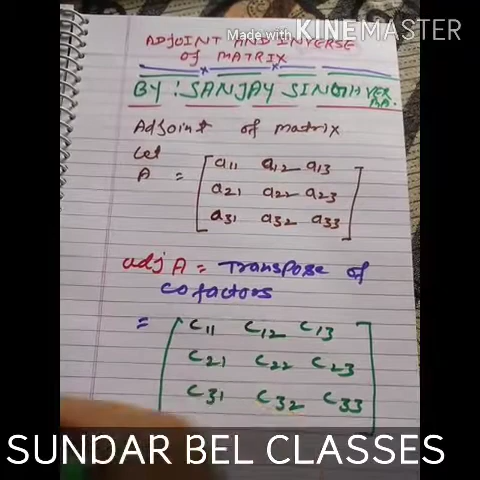 Made with KINEMASTER
ADJOINT AND INVERSE
of MATRIX
BY : SANJAY SINGH VER
MA.
Adjoint of matrix
Let
A = [ a11 a12 a13
a21 a22 a23
a31 a32 a33 ]
adj A = Transpose of
cofactors
= [ C11 C12 C13
C21 C22 C23
C31 C32 C33
SUNDAR BEL CLASSES